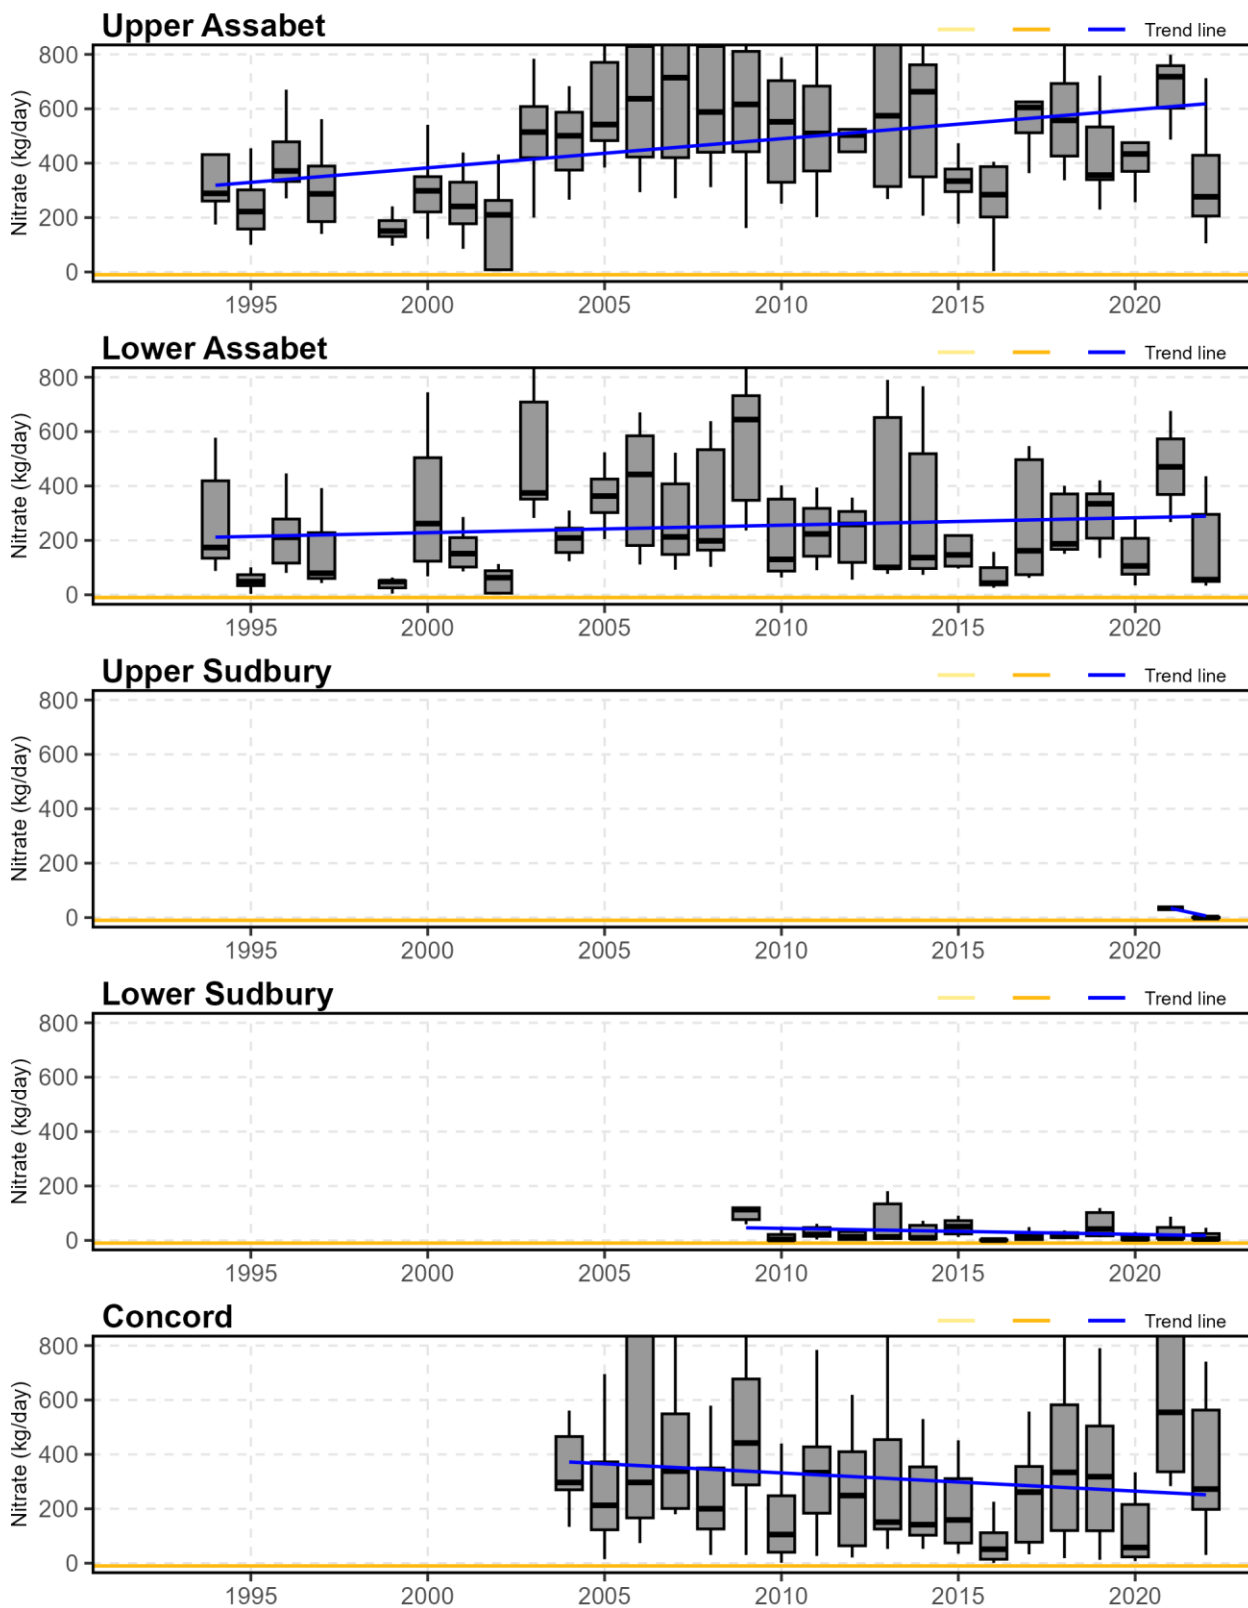 Upper Assabet
Trend line
Nitrate (kg/day)
800
600
400
200
0
1995 2000 2005 2010 2015 2020
Lower Assabet
Trend line
Nitrate (kg/day)
800
600
400
200
0
1995 2000 2005 2010 2015 2020
Upper Sudbury
Trend line
Nitrate (kg/day)
800
600
400
200
0
1995 2000 2005 2010 2015 2020
Lower Sudbury
Trend line
Nitrate (kg/day)
800
600
400
200
0
1995 2000 2005 2010 2015 2020
Concord
Trend line
Nitrate (kg/day)
800
600
400
200
0
1995 2000 2005 2010 2015 2020